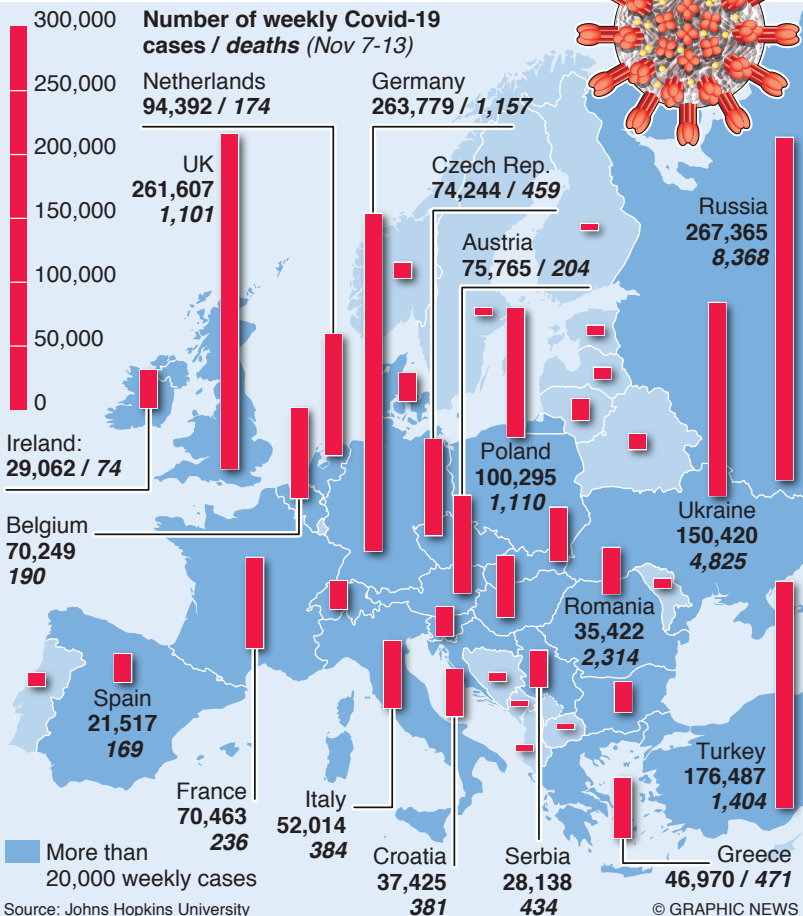 Number of weekly Covid-19
cases / deaths (Nov 7-13)
300,000
250,000
200,000
150,000
100,000
50,000
0
Netherlands
94,392 / 174
Germany
263,779 / 1,157
UK
261,607
1,101
Czech Rep.
74,244 / 459
Austria
75,765 / 204
Russia
267,365
8,368
Ireland:
29,062 / 74
Poland
100,295
1,110
Ukraine
150,420
4,825
Belgium
70,249
190
Romania
35,422
2,314
Spain
21,517
169
Turkey
176,487
1,404
France
70,463
236
Italy
52,014
384
Croatia
37,425
381
Serbia
28,138
434
Greece
46,970 / 471
More than
20,000 weekly cases
Source: Johns Hopkins University
© GRAPHIC NEWS